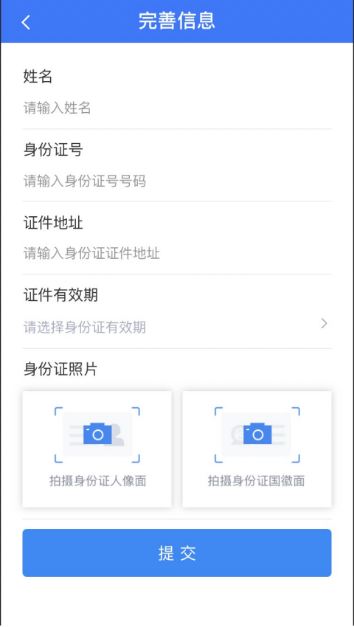 完善信息
姓名
请输入姓名
身份证号
请输入身份证号号码
证件地址
请输入身份证证件地址
证件有效期
请选择身份证有效期
身份证照片
拍摄身份证人像面
拍摄身份证国徽面
提交